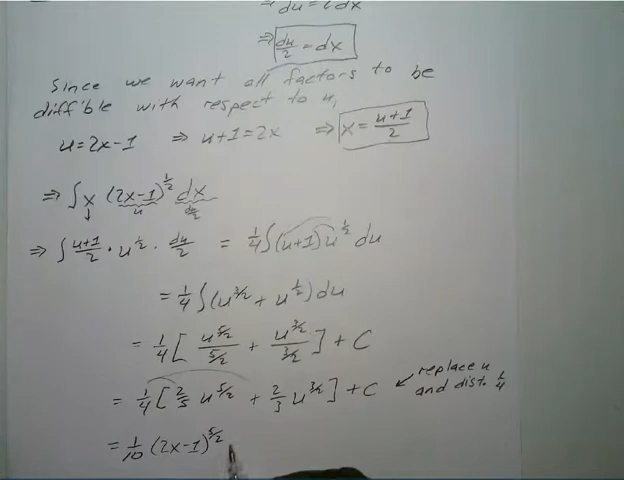 ⇒ du = 2dx
⇒ du/2 = dx
Since we want all factors to be
diff'ble with respect to u,
u = 2x-1 ⇒ u+1 = 2x ⇒ x = (u+1)/2
⇒ ∫ x (2x-1)^(1/2) dx
↓ u du/2
⇒ ∫ (u+1)/2 · u^(1/2) · du/2 = 1/4 ∫ (u+1) u^(1/2) du
= 1/4 ∫ (u^(3/2) + u^(1/2)) du
= 1/4 [ u^(5/2)/(5/2) + u^(3/2)/(3/2) ] + C
= 1/4 [ 2/5 u^(5/2) + 2/3 u^(3/2) ] + C ↙ replace u
and dist. 1/4
= 1/10 (2x-1)^(5/2)